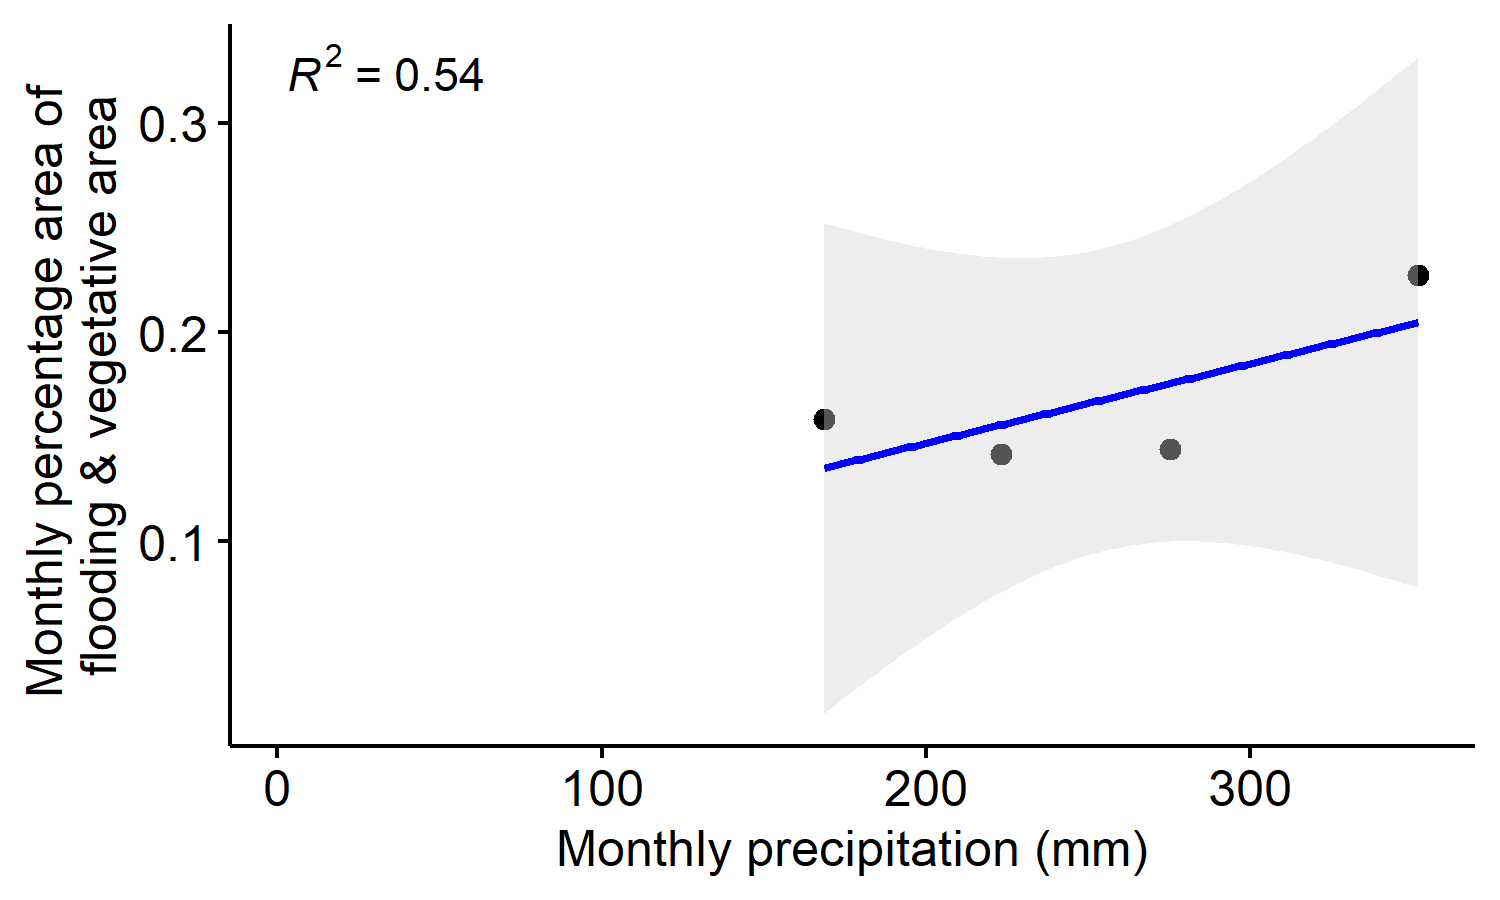 R² = 0.54
Monthly percentage area of
flooding & vegetative area
0.3
0.2
0.1
0 100 200 300
Monthly precipitation (mm)